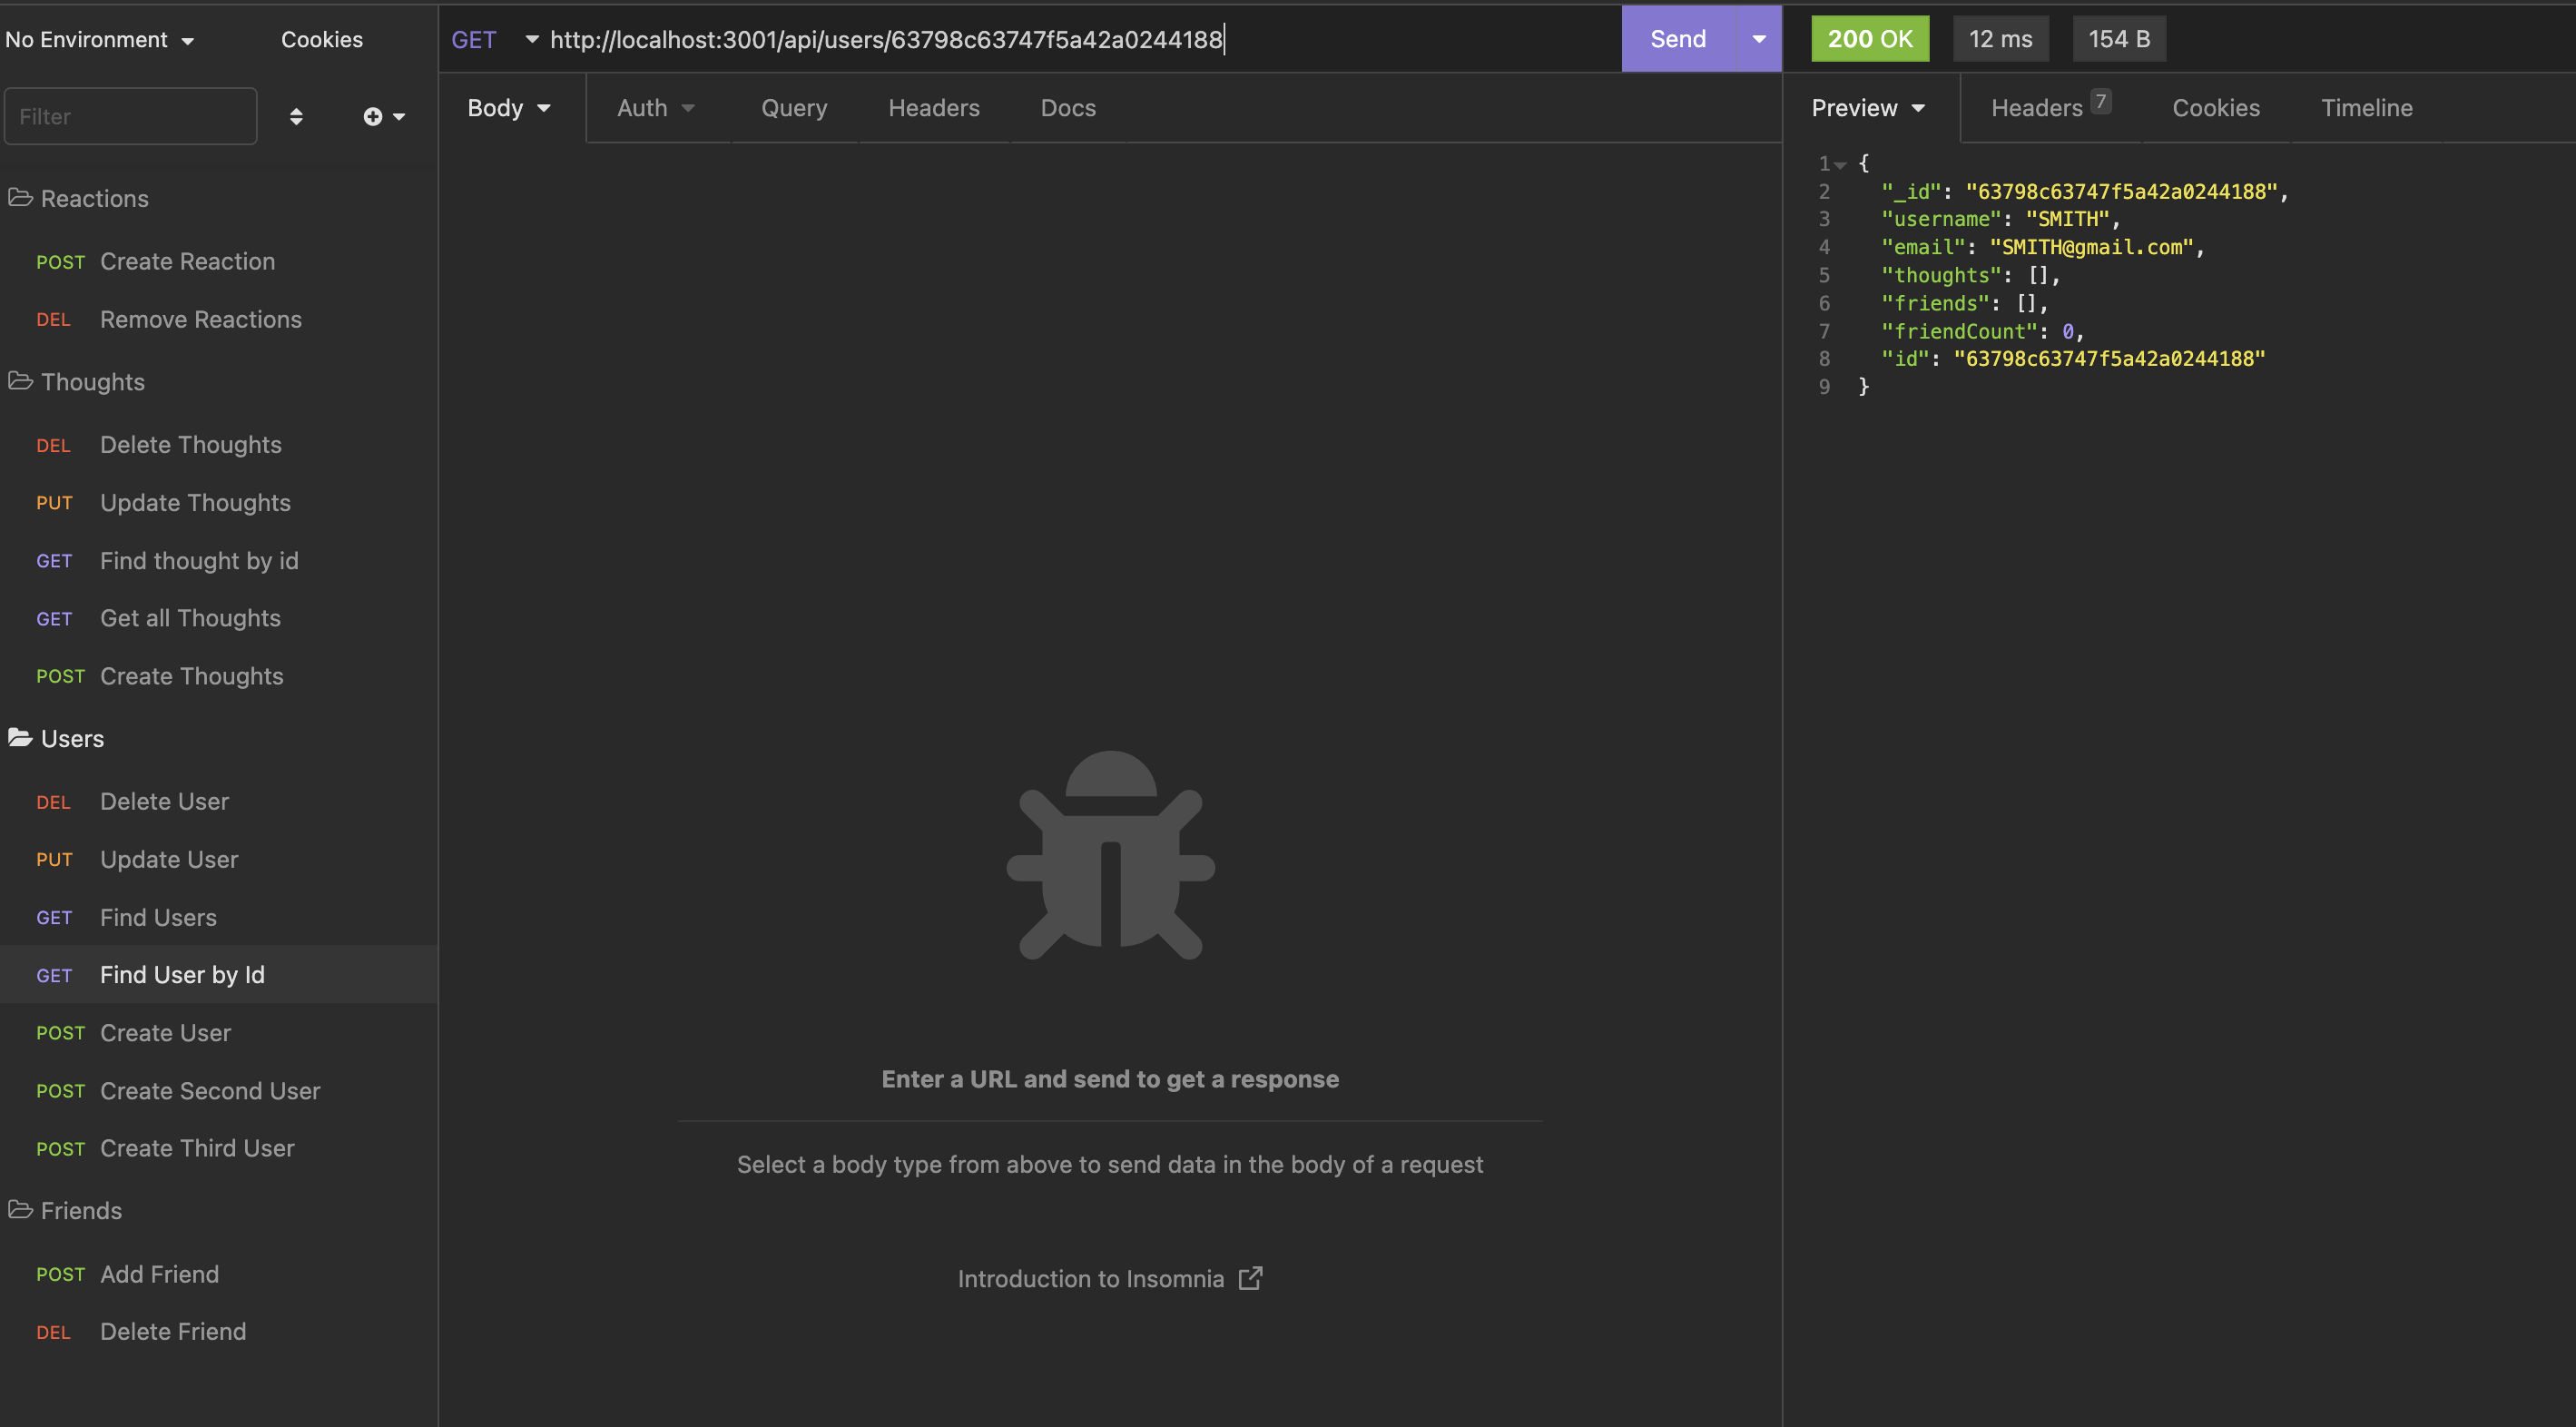 No Environment
Cookies
GET
http://localhost:3001/api/users/63798c63747f5a42a0244188
Send
200 OK
12 ms
154 B
Filter
Body
Auth
Query
Headers
Docs
Preview
Headers 7
Cookies
Timeline
Reactions
POST Create Reaction
DEL Remove Reactions
Thoughts
DEL Delete Thoughts
PUT Update Thoughts
GET Find thought by id
GET Get all Thoughts
POST Create Thoughts
Users
DEL Delete User
PUT Update User
GET Find Users
GET Find User by Id
POST Create User
POST Create Second User
POST Create Third User
Friends
POST Add Friend
DEL Delete Friend
Enter a URL and send to get a response
Select a body type from above to send data in the body of a request
Introduction to Insomnia
1 {
2 "_id": "63798c63747f5a42a0244188",
3 "username": "SMITH",
4 "email": "SMITH@gmail.com",
5 "thoughts": [],
6 "friends": [],
7 "friendCount": 0,
8 "id": "63798c63747f5a42a0244188"
9 }